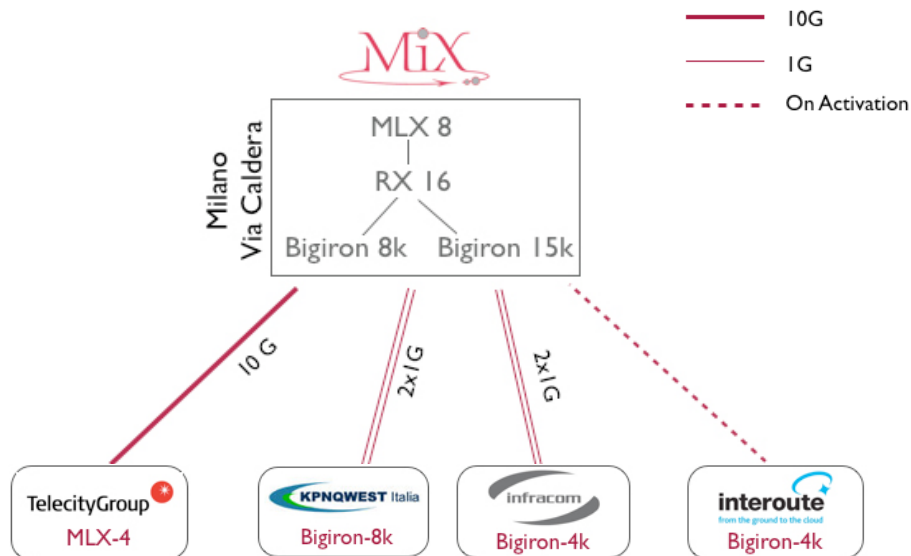 10G
1G
On Activation
MiX
Milano
Via Caldera
MLX 8
RX 16
Bigiron 8k
Bigiron 15k
10 G
2x1G
2x1G
TelecityGroup
MLX-4
KPNQWEST Italia
Bigiron-8k
infracom
Bigiron-4k
interoute
from the ground to the cloud
Bigiron-4k